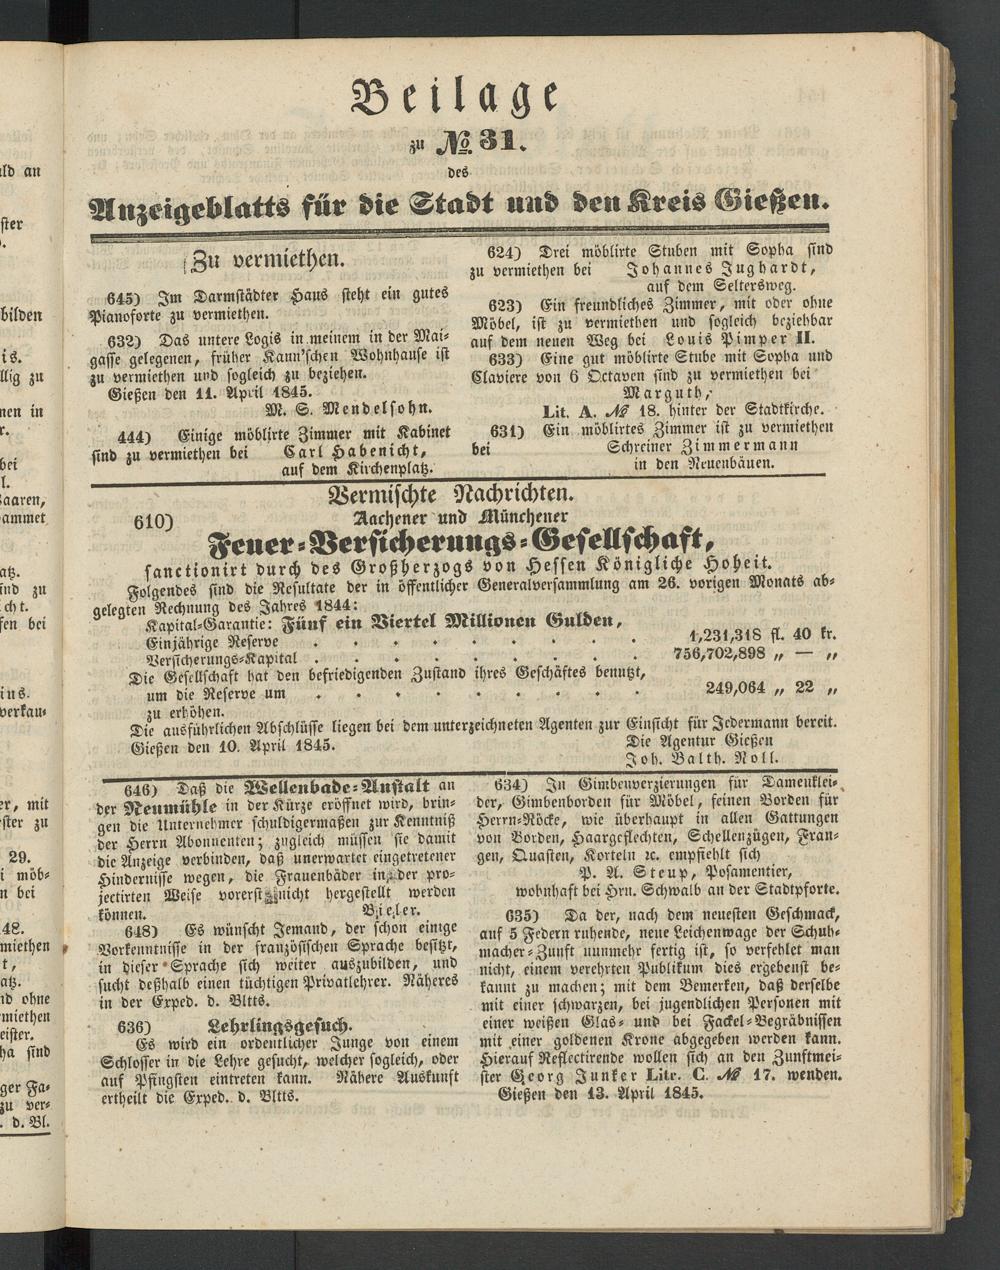 Beilage
zu No. 31.
des
Anzeigeblatts für die Stadt und den Kreis Gießen.
Zu vermiethen.
645) Im Darmstädter Haus steht ein gutes
Pianoforte zu vermiethen.
632) Das untere Logis in meinem in der Mai-
gasse gelegenen, früher Kann'schen Wohnhause ist
zu vermiethen und sogleich zu beziehen.
Gießen den 11. April 1845.
M. S. Mendelsohn.
444) Einige möblirte Zimmer mit Kabinet
sind zu vermiethen bei Carl Habenicht,
auf dem Kirchenplatz.
624) Drei möblirte Stuben mit Sopha sind
zu vermiethen bei Johannes Jughardt,
auf dem Seltersweg.
623) Ein freundliches Zimmer, mit oder ohne
Möbel, ist zu vermiethen und sogleich beziehbar
auf dem neuen Weg bei Louis Pimper II.
633) Eine gut möblirte Stube mit Sopha und
Claviere von 6 Octaven sind zu vermiethen bei
Marguth,
Lit. A. No 18. hinter der Stadtkirche.
631) Ein möblirtes Zimmer ist zu vermiethen
bei Schreiner Zimmermann
in den Neuenbäuen.
Vermischte Nachrichten.
610) Aachener und Münchener
Feuer-Versicherungs-Gesellschaft,
sanctionirt durch des Großherzogs von Hessen Königliche Hoheit.
Folgendes sind die Resultate der in öffentlicher Generalversammlung am 26. vorigen Monats ab-
gelegten Rechnung des Jahres 1844:
Kapital-Garantie: Fünf ein Viertel Millionen Gulden,
Einjährige Reserve . . . . . . . . 1,231,318 fl. 40 kr.
Versicherungs-Kapital . . . . . . . . 756,702,898 „ — „
Die Gesellschaft hat den befriedigenden Zustand ihres Geschäftes benutzt,
um die Reserve um . . . . . . . . 249,064 „ 22 „
zu erhöhen.
Die ausführlichen Abschlüsse liegen bei dem unterzeichneten Agenten zur Einsicht für Jedermann bereit.
Gießen den 10. April 1845. Die Agentur Gießen
Joh. Balth. Noll.
646) Daß die Wellenbade-Anstalt an
der Neumühle in der Kürze eröffnet wird, brin-
gen die Unternehmer schuldigermaßen zur Kenntniß
der Herrn Abonnenten; zugleich müssen sie damit
die Anzeige verbinden, daß unerwartet eingetretener
Hindernisse wegen, die Frauenbäder in der pro-
jectirten Weise vorerst nicht hergestellt werden
können. Bieler.
648) Es wünscht Jemand, der schon einige
Vorkenntnisse in der französischen Sprache besitzt,
in dieser Sprache sich weiter auszubilden, und
sucht deßhalb einen tüchtigen Privatlehrer. Näheres
in der Exped. d. Bltts.
636) Lehrlingsgesuch.
Es wird ein ordentlicher Junge von einem
Schlosser in die Lehre gesucht, welcher sogleich, oder
auf Pfingsten eintreten kann. Nähere Auskunft
ertheilt die Exped. d. Bltts.
634) In Gimbenverzierungen für Damenklei-
der, Gimbenborden für Möbel, feinen Borden für
Herrn-Röcke, wie überhaupt in allen Gattungen
von Borden, Haargeflechten, Schellenzügen, Fran-
gen, Quasten, Korteln ꝛc. empfiehlt sich
P. A. Steup, Posamentier,
wohnhaft bei Hrn. Schwalb an der Stadtpforte.
635) Da der, nach dem neuesten Geschmack,
auf 5 Federn ruhende, neue Leichenwage der Schuh-
macher-Zunft nunmehr fertig ist, so verfehlet man
nicht, einem verehrten Publikum dies ergebenst be-
kannt zu machen; mit dem Bemerken, daß derselbe
mit einer schwarzen, bei jugendlichen Personen mit
einer weißen Glas- und bei Fackel-Begräbnissen
mit einer goldenen Krone abgegeben werden kann.
Hierauf Reflectirende wollen sich an den Zunftmei-
ster Georg Junker Litr. C. No 17. wenden.
Gießen den 13. April 1845.